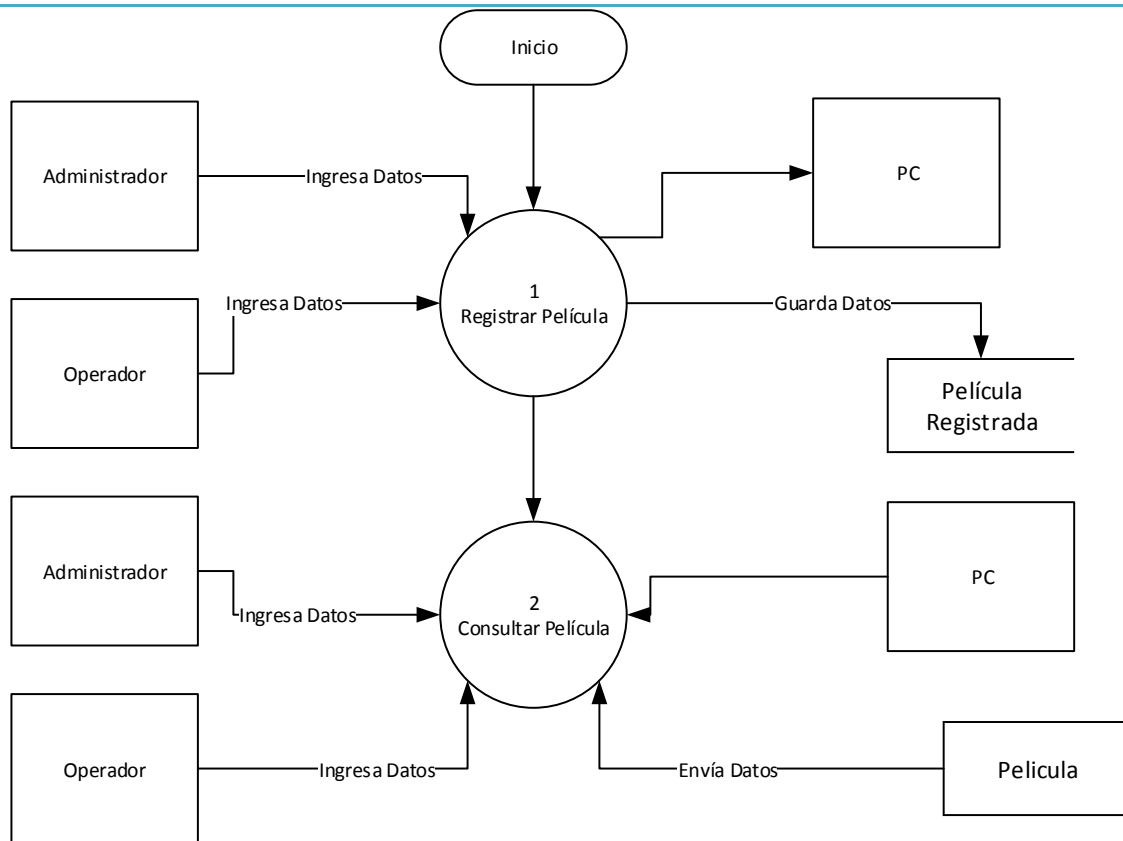 Inicio
Administrador
Ingresa Datos
PC
Ingresa Datos
1
Registrar Película
Guarda Datos
Operador
Película
Registrada
Administrador
PC
2
Consultar Película
Ingresa Datos
Operador
Ingresa Datos
Envía Datos
Pelicula